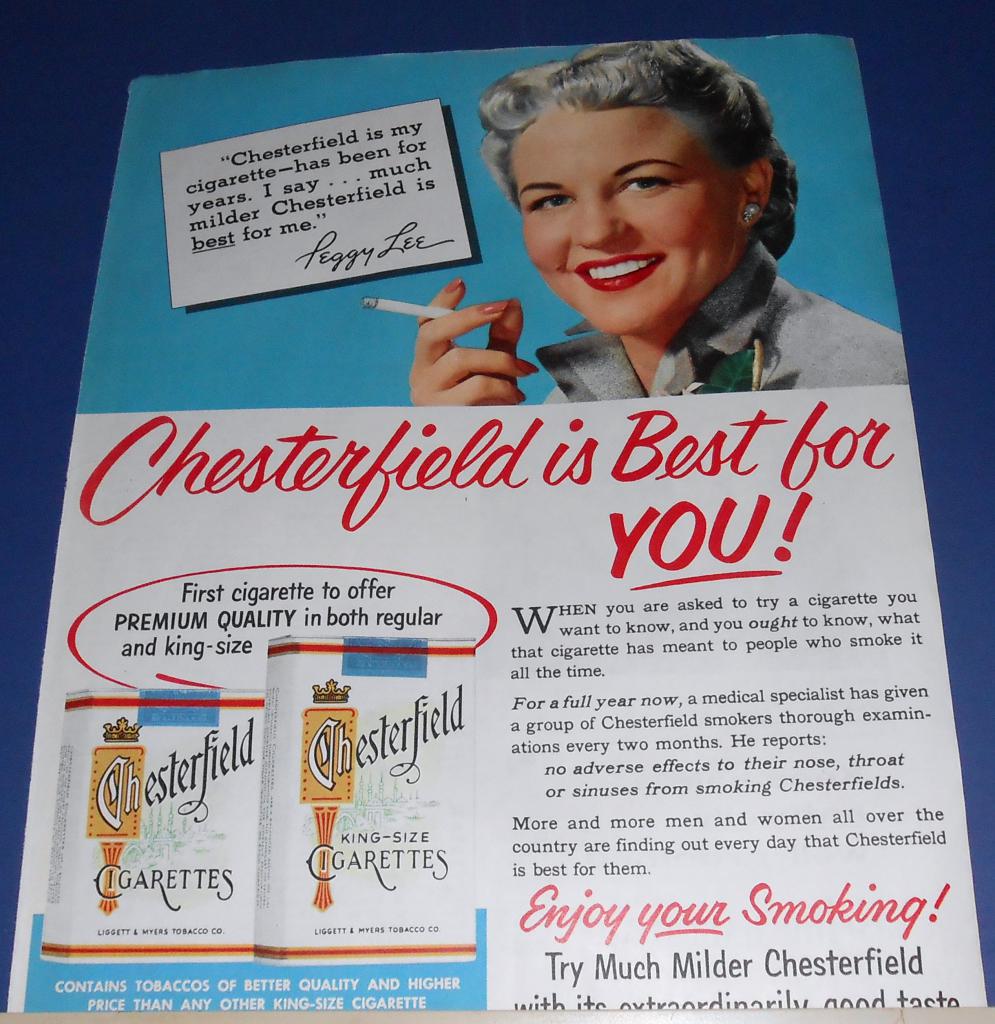 "Chesterfield is my
cigarette—has been for
years. I say . . . much
milder Chesterfield is
best for me."
Peggy Lee
Chesterfield is Best for
YOU!
First cigarette to offer
PREMIUM QUALITY in both regular
and king-size
Chesterfield
CIGARETTES
LIGGETT & MYERS TOBACCO CO.
Chesterfield
KING-SIZE
CIGARETTES
LIGGETT & MYERS TOBACCO CO.
CONTAINS TOBACCOS OF BETTER QUALITY AND HIGHER
PRICE THAN ANY OTHER KING-SIZE CIGARETTE
WHEN you are asked to try a cigarette you
want to know, and you ought to know, what
that cigarette has meant to people who smoke it
all the time.
For a full year now, a medical specialist has given
a group of Chesterfield smokers thorough examin-
ations every two months. He reports:
no adverse effects to their nose, throat
or sinuses from smoking Chesterfields.
More and more men and women all over the
country are finding out every day that Chesterfield
is best for them.
Enjoy your Smoking!
Try Much Milder Chesterfield
with its extraordinarily good taste